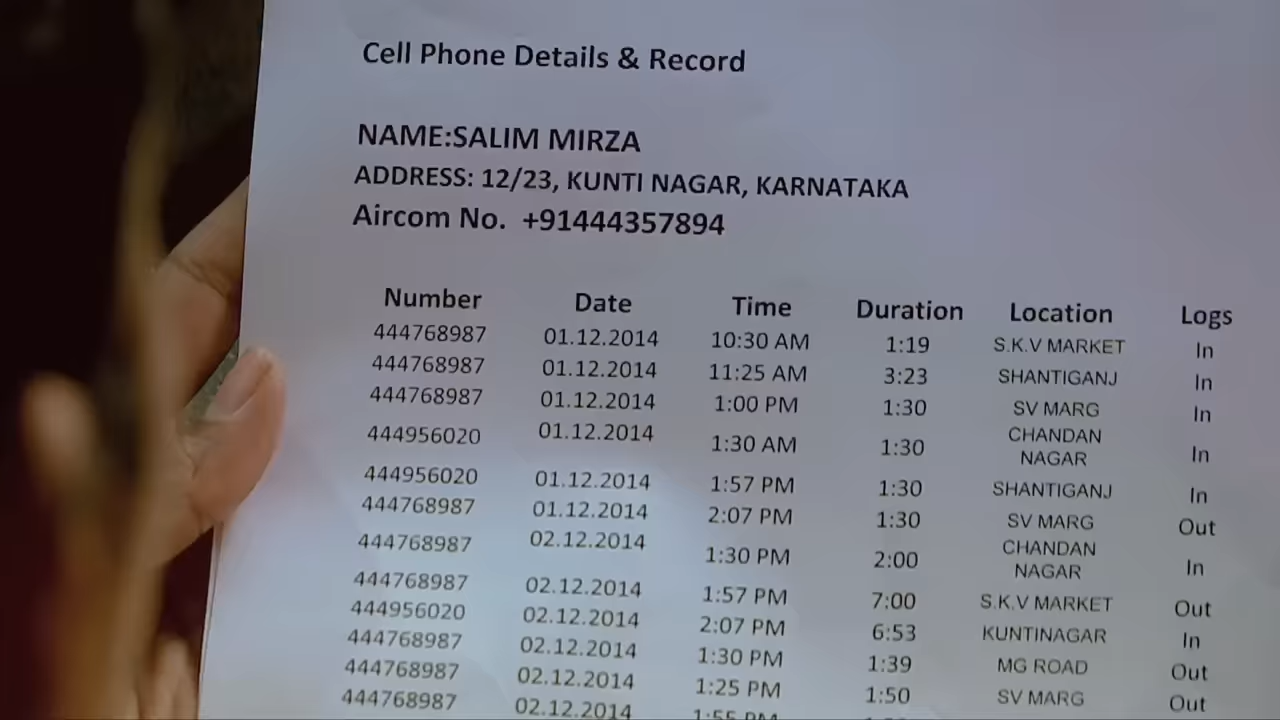 Cell Phone Details & Record
NAME:SALIM MIRZA
ADDRESS: 12/23, KUNTI NAGAR, KARNATAKA
Aircom No. +91444357894
Number Date Time Duration Location Logs
444768987 01.12.2014 10:30 AM 1:19 S.K.V MARKET In
444768987 01.12.2014 11:25 AM 3:23 SHANTIGANJ In
444768987 01.12.2014 1:00 PM 1:30 SV MARG In
444956020 01.12.2014 1:30 AM 1:30 CHANDAN NAGAR In
444956020 01.12.2014 1:57 PM 1:30 SHANTIGANJ In
444768987 01.12.2014 2:07 PM 1:30 SV MARG Out
444768987 02.12.2014 1:30 PM 2:00 CHANDAN NAGAR In
444768987 02.12.2014 1:57 PM 7:00 S.K.V MARKET Out
444956020 02.12.2014 2:07 PM 6:53 KUNTINAGAR In
444768987 02.12.2014 1:30 PM 1:39 MG ROAD Out
444768987 02.12.2014 1:25 PM 1:50 SV MARG Out
444768987 02.12.2014 1:55 PM